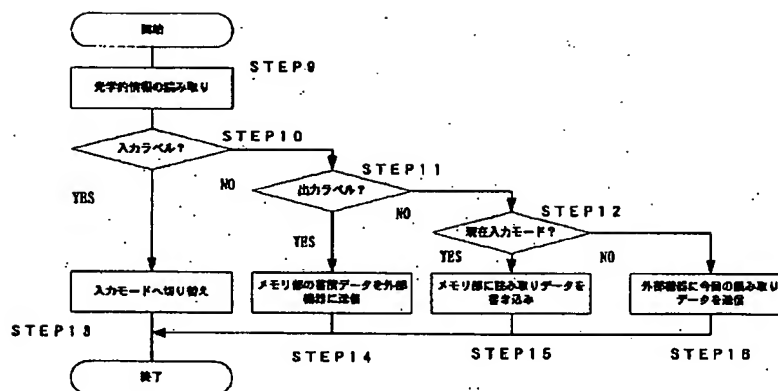 開始
STEP9
光学的情報の読み取り
STEP10
入力ラベル?
STEP11
YES
NO
出力ラベル?
STEP12
NO
現在入力モード?
YES
YES
NO
入力モードへ切り替え
メモリ部の蓄積データを外部
機器に送信
メモリ部に読み取りデータを
書き込み
外部機器に今回の読み取り
データを送信
STEP13
STEP14
STEP15
STEP16
終了